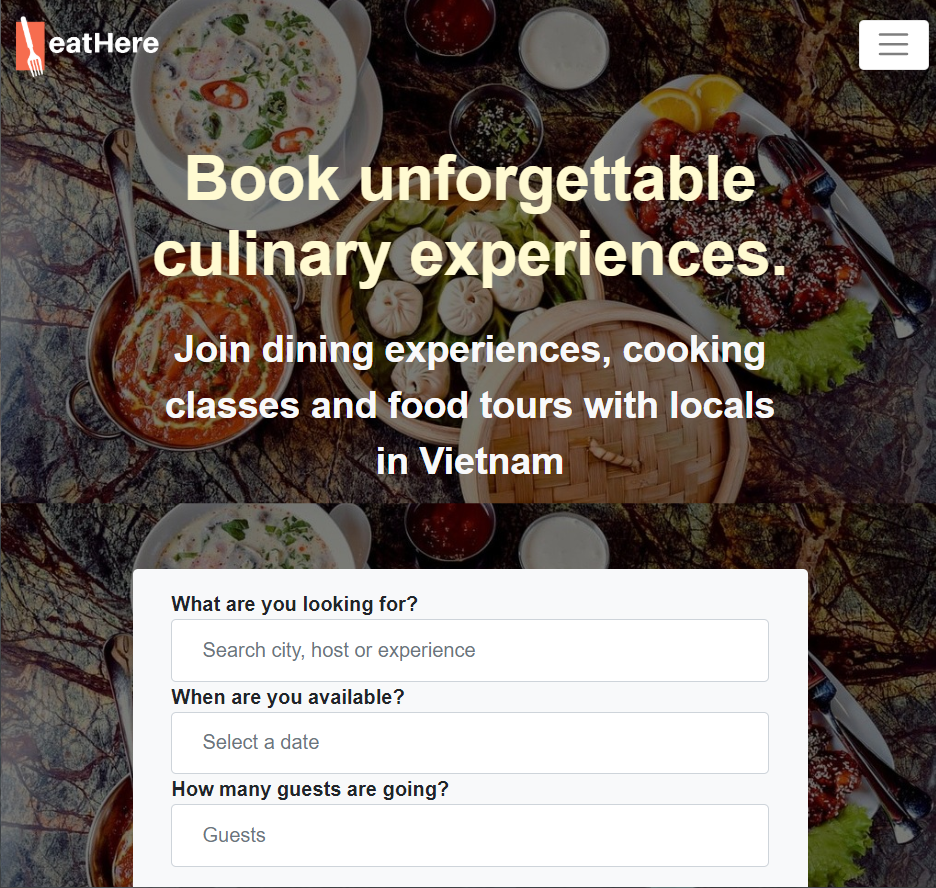 eatHere
Book unforgettable
culinary experiences.
Join dining experiences, cooking
classes and food tours with locals
in Vietnam
What are you looking for?
Search city, host or experience
When are you available?
Select a date
How many guests are going?
Guests